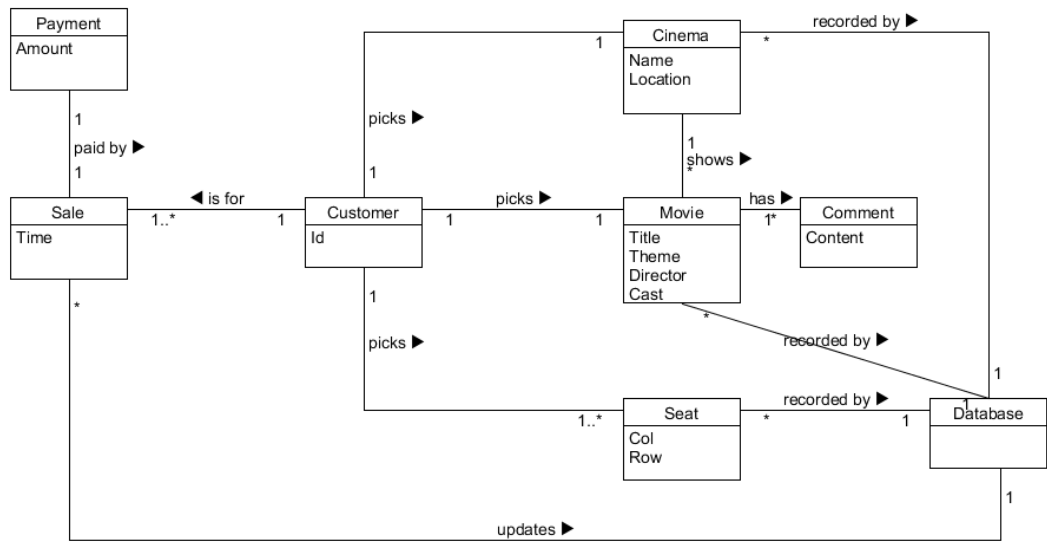 Payment
Amount
1
paid by ▶
1
Sale
Time
*
1..*
◀ is for
1
Customer
Id
1
picks ▶
1
Cinema
Name
Location
*
recorded by ▶
1
1
shows ▶
*
1
picks ▶
1
Movie
Title
Theme
Director
Cast
has ▶
1
*
Comment
Content
*
recorded by ▶
1
1
picks ▶
1..*
Seat
Col
Row
recorded by ▶
*
1
Database
1
updates ▶